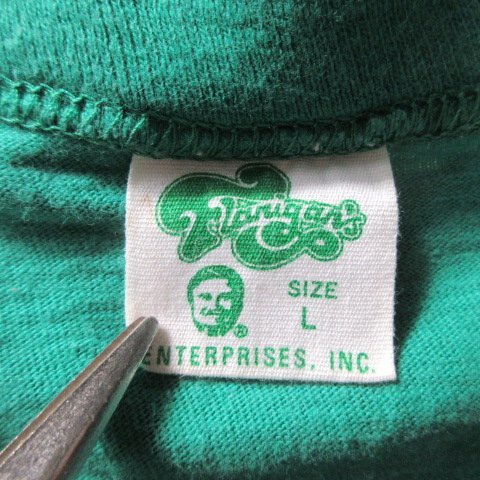 Flanigan's
SIZE
L
®
ENTERPRISES, INC.